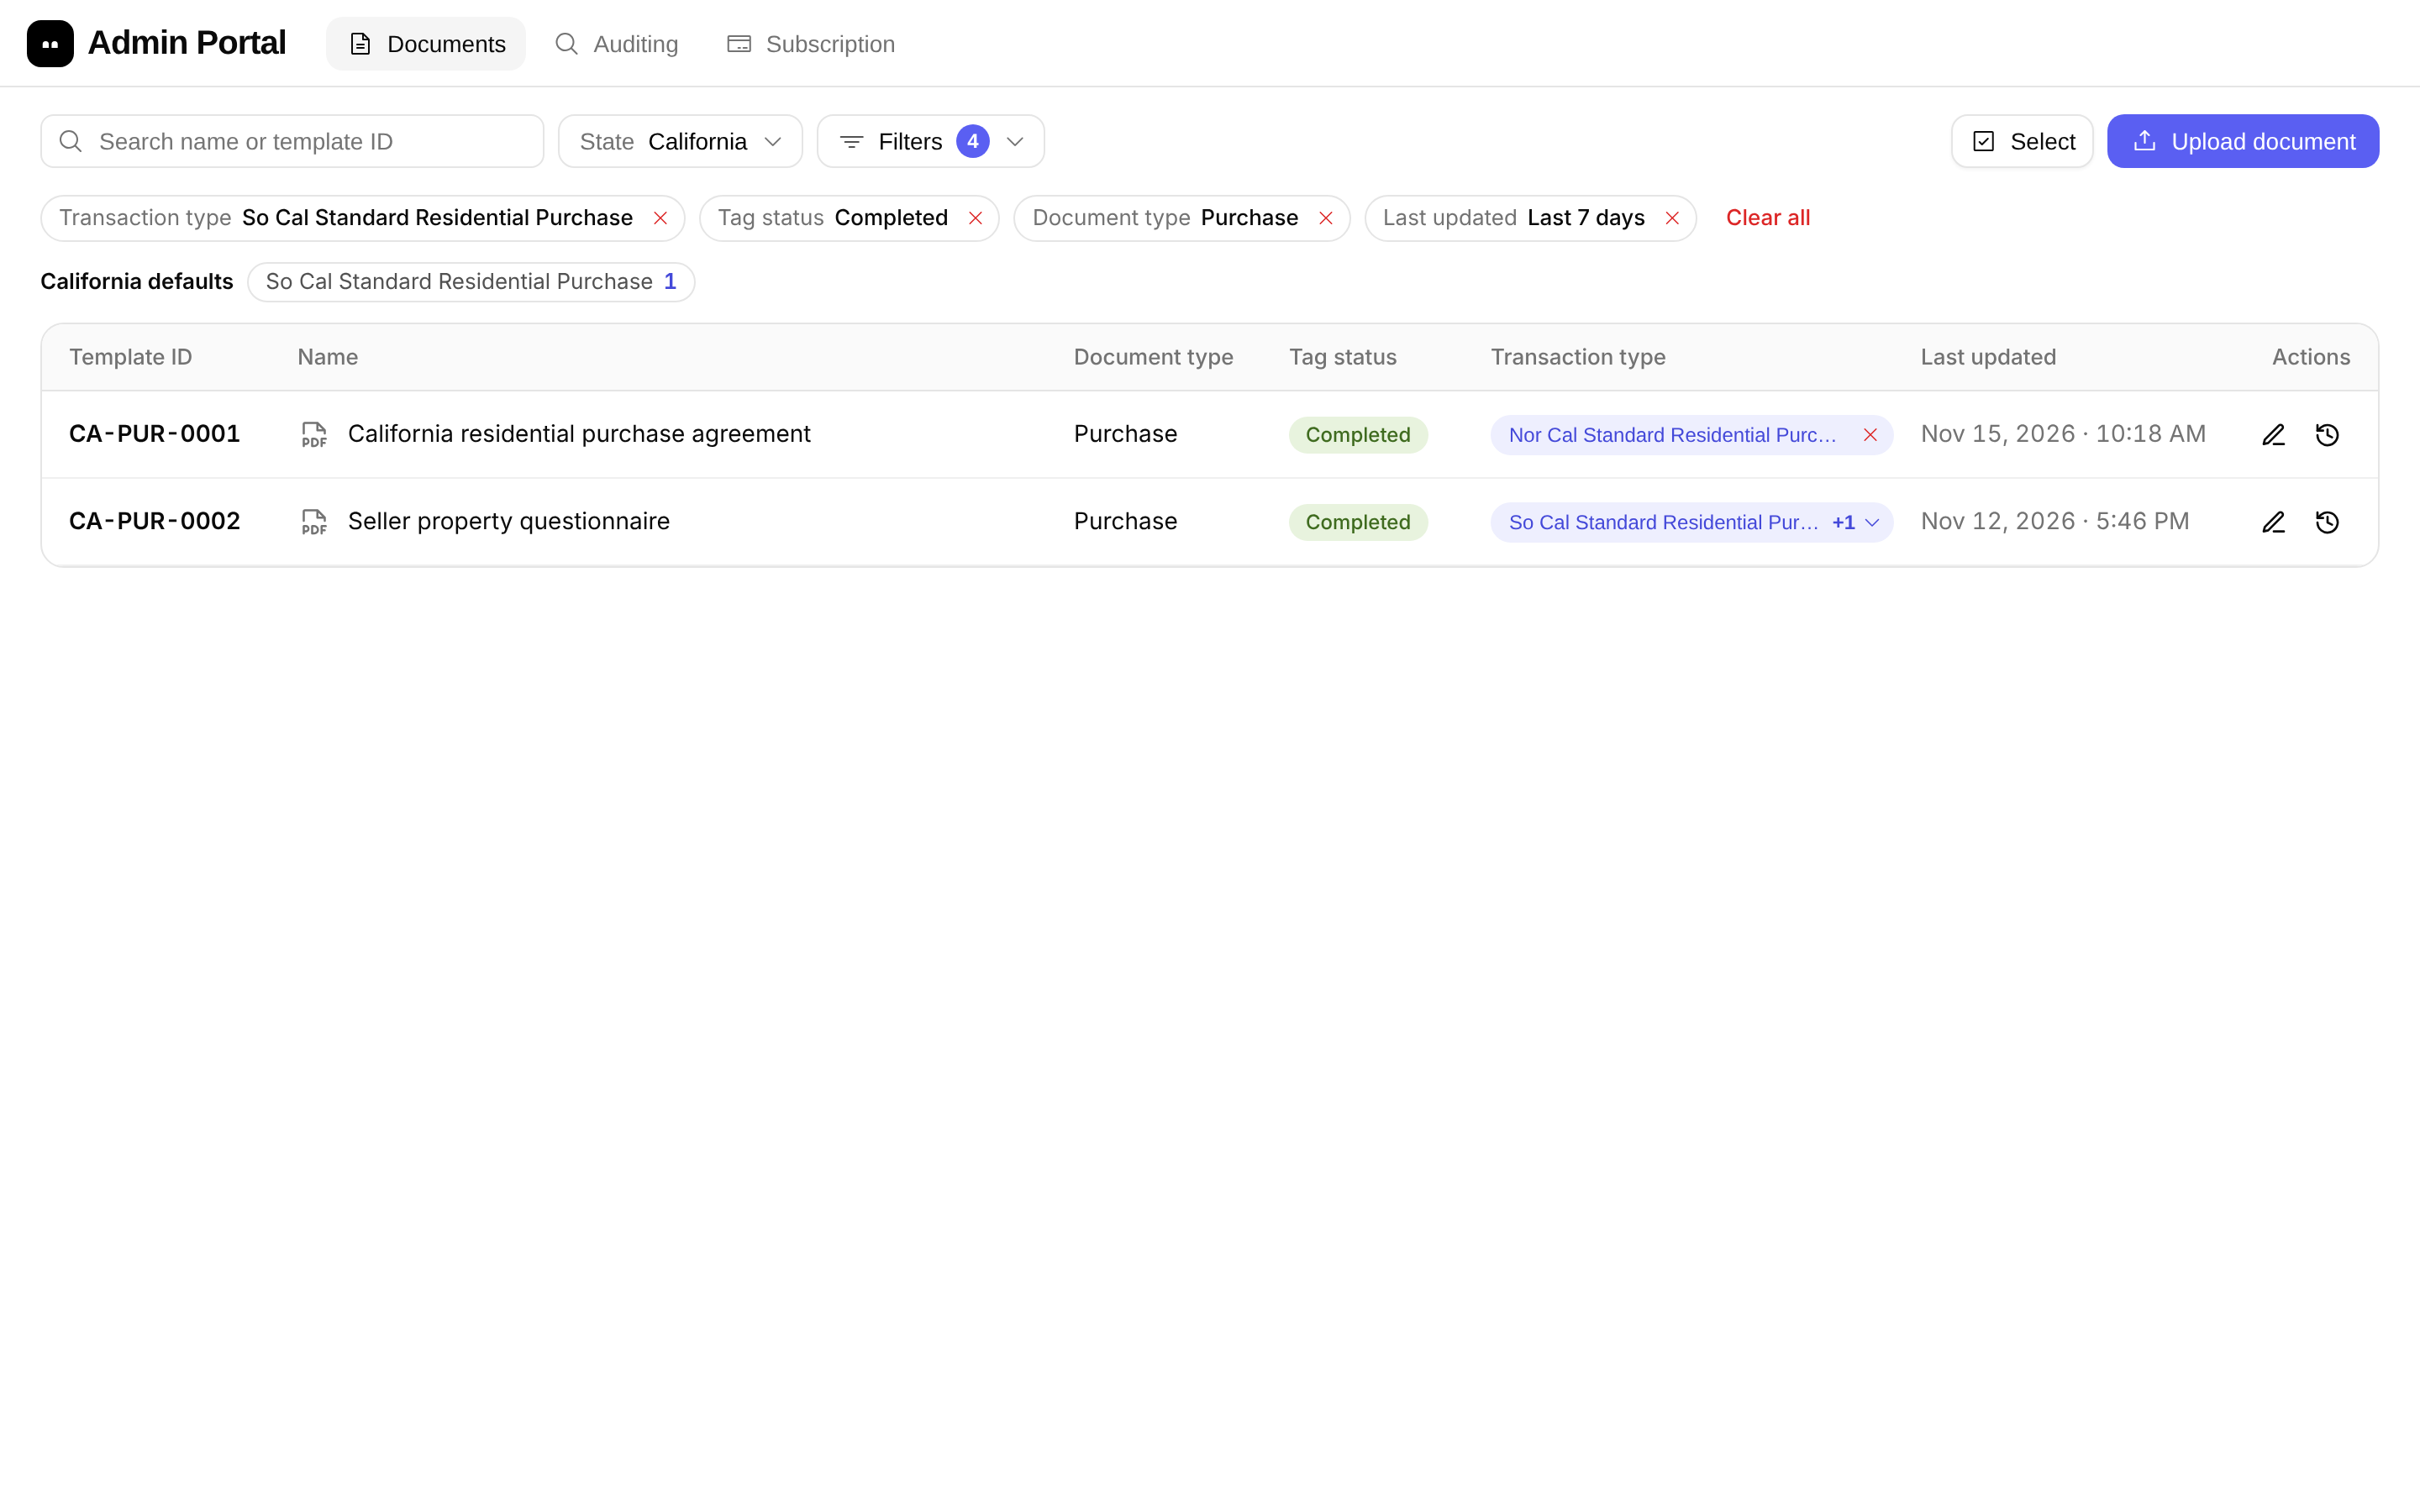 Admin Portal
Documents
Auditing
Subscription
Search name or template ID
State California
Filters 4
Select
Upload document
Transaction type So Cal Standard Residential Purchase
Tag status Completed
Document type Purchase
Last updated Last 7 days
Clear all
California defaults
So Cal Standard Residential Purchase 1
Template ID Name Document type Tag status Transaction type Last updated Actions
CA-PUR-0001 PDF California residential purchase agreement Purchase Completed Nor Cal Standard Residential Purc... Nov 15, 2026 · 10:18 AM
CA-PUR-0002 PDF Seller property questionnaire Purchase Completed So Cal Standard Residential Pur... +1 Nov 12, 2026 · 5:46 PM